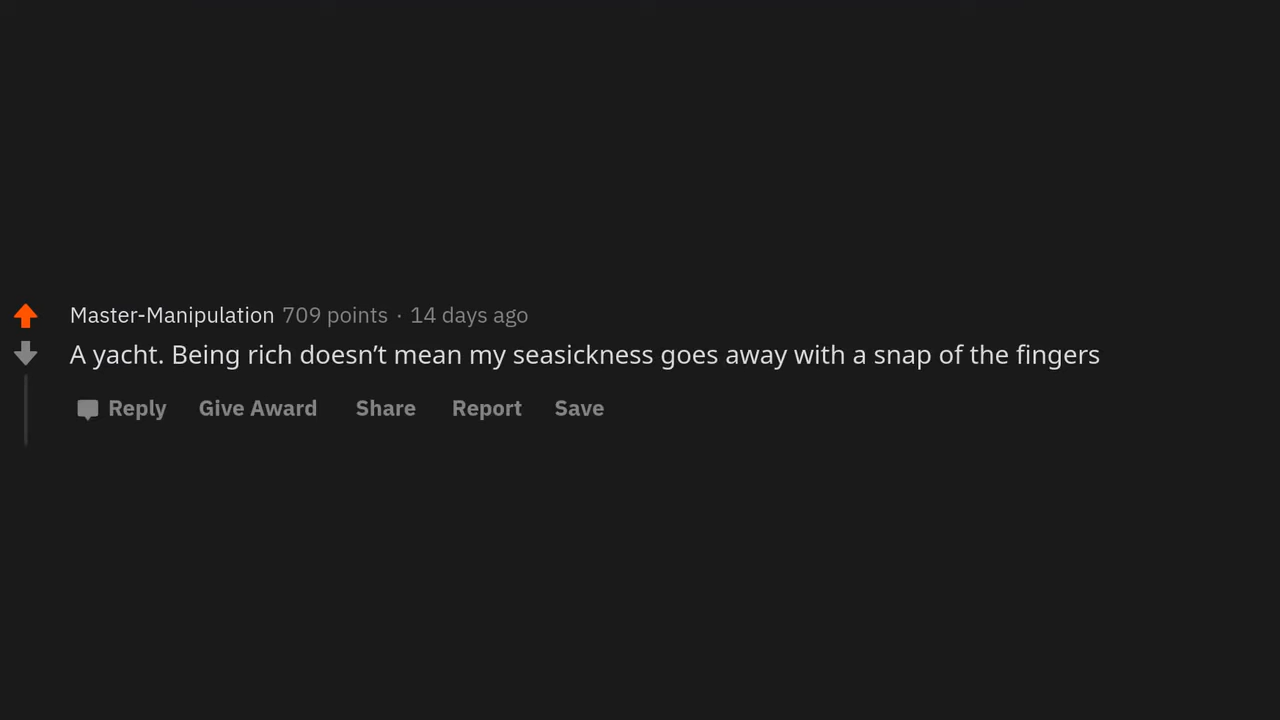 Master-Manipulation 709 points · 14 days ago
A yacht. Being rich doesn’t mean my seasickness goes away with a snap of the fingers
Reply Give Award Share Report Save